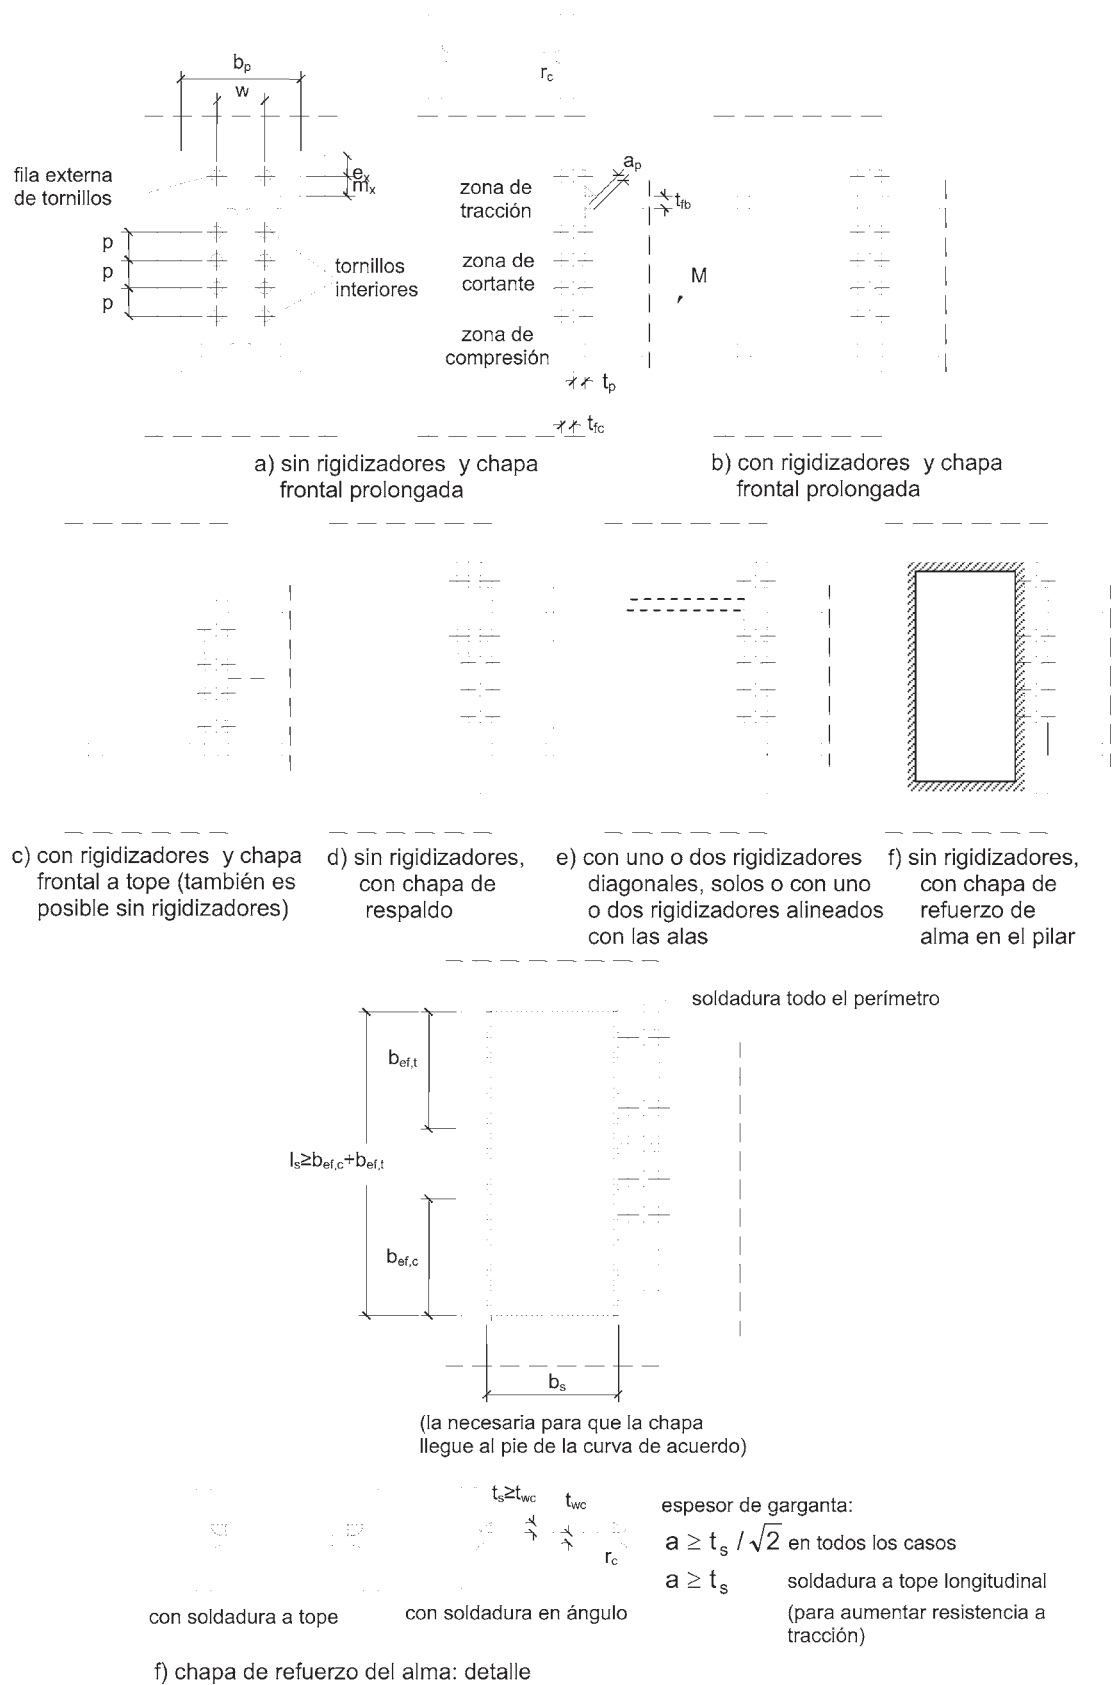 b_p
w
r_c
fila externa
de tornillos
e_x
m_x
p
p
p
tornillos
interiores
zona de
tracción
zona de
cortante
zona de
compresión
a_p
t_fb
M
t_p
t_fc
a) sin rigidizadores y chapa
frontal prolongada
b) con rigidizadores y chapa
frontal prolongada
c) con rigidizadores y chapa
frontal a tope (también es
posible sin rigidizadores)
d) sin rigidizadores,
con chapa de
respaldo
e) con uno o dos rigidizadores
diagonales, solos o con uno
o dos rigidizadores alineados
con las alas
f) sin rigidizadores,
con chapa de
refuerzo de
alma en el pilar
soldadura todo el perímetro
b_ef,t
l_s≥b_ef,c+b_ef,t
b_ef,c
b_s
(la necesaria para que la chapa
llegue al pie de la curva de acuerdo)
t_s≥t_wc
t_wc
r_c
con soldadura a tope
con soldadura en ángulo
espesor de garganta:
a ≥ t_s / √2 en todos los casos
a ≥ t_s soldadura a tope longitudinal
(para aumentar resistencia a
tracción)
f) chapa de refuerzo del alma: detalle